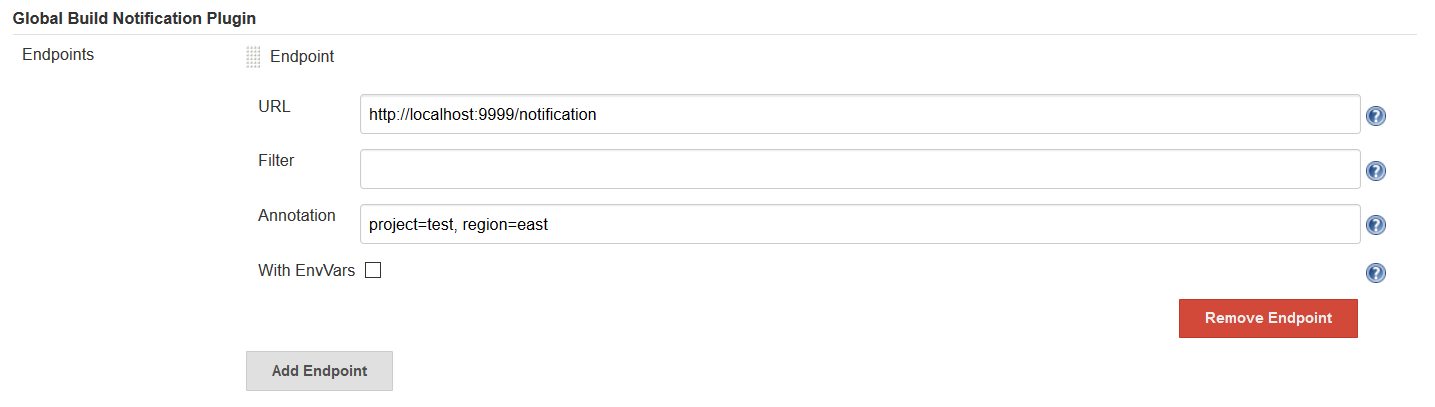 Global Build Notification Plugin
Endpoints
Endpoint
URL
http://localhost:9999/notification
Filter
Annotation
project=test, region=east
With EnvVars
Remove Endpoint
Add Endpoint